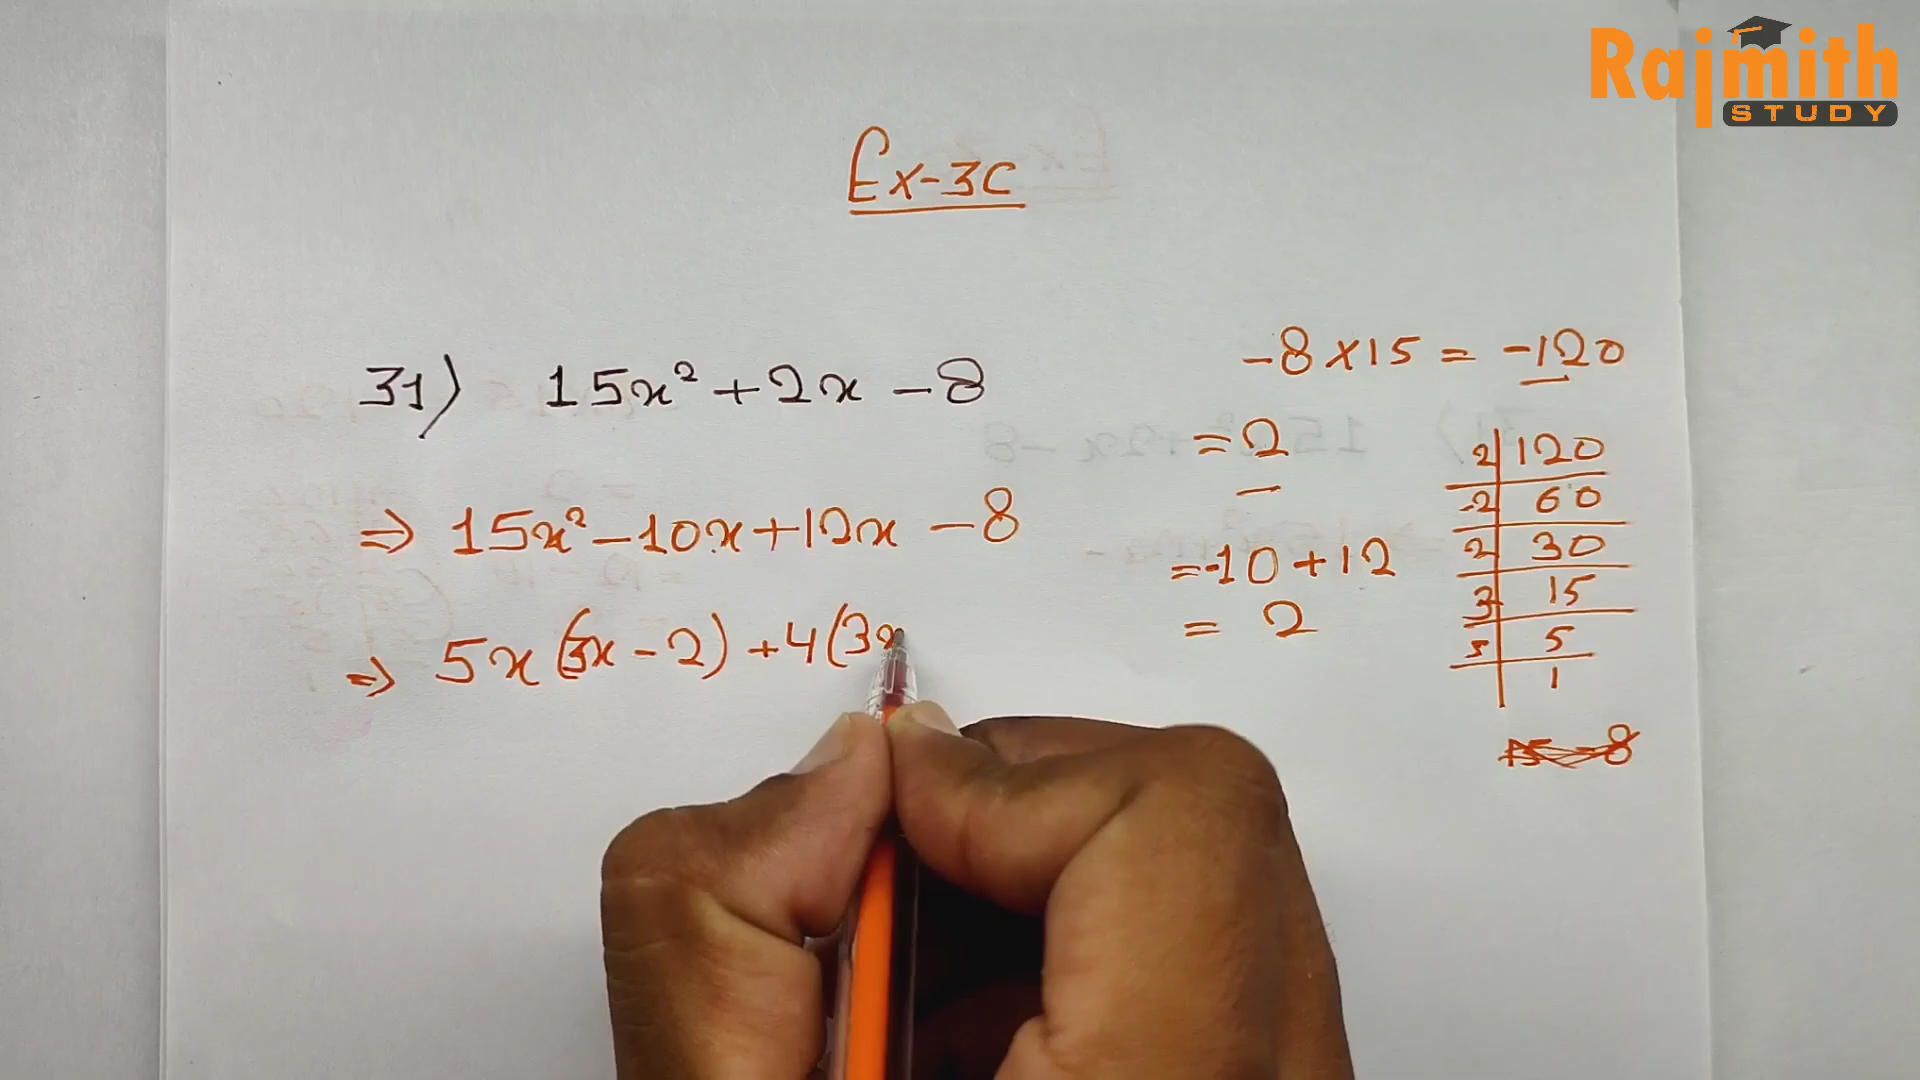 Rajmith
STUDY
Ex-3C
31) 15x² + 2x - 8
⇒ 15x² - 10x + 12x - 8
⇒ 5x (3x - 2) + 4 (3x
-8 × 15 = -120
= 2
= -10 + 12
= 2
2 | 120
2 | 60
2 | 30
3 | 15
5 | 5
1